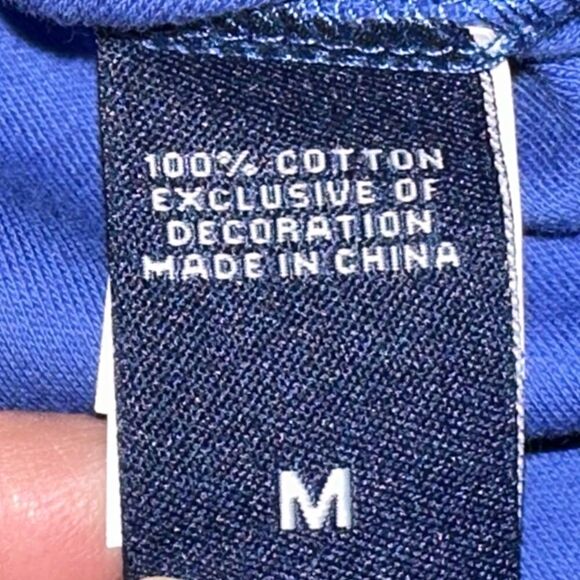 100% COTTON
EXCLUSIVE OF
DECORATION
MADE IN CHINA
M